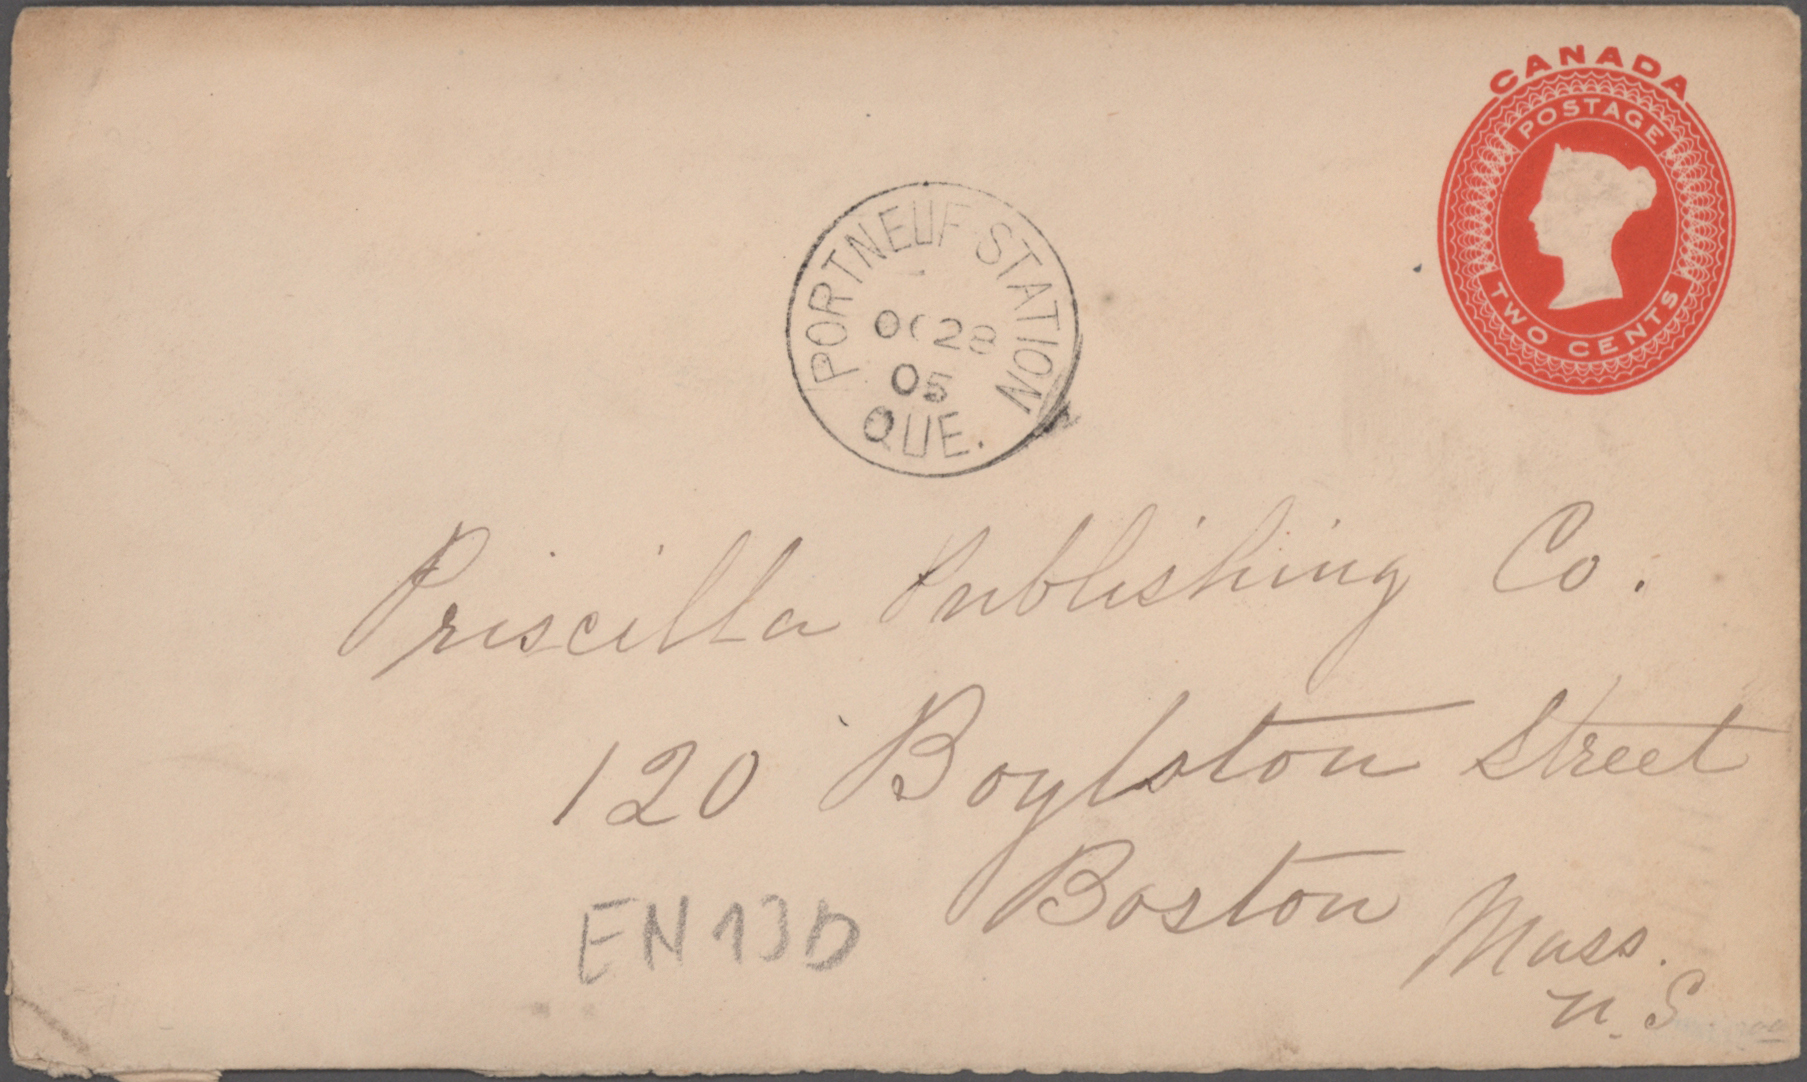 CANADA
POSTAGE
TWO CENTS
PORTNEUF STATION
OC 28
05
QUE.
Priscilla Publishing Co.
120 Boylston Street
Boston
Mass.
U.S
EN13D